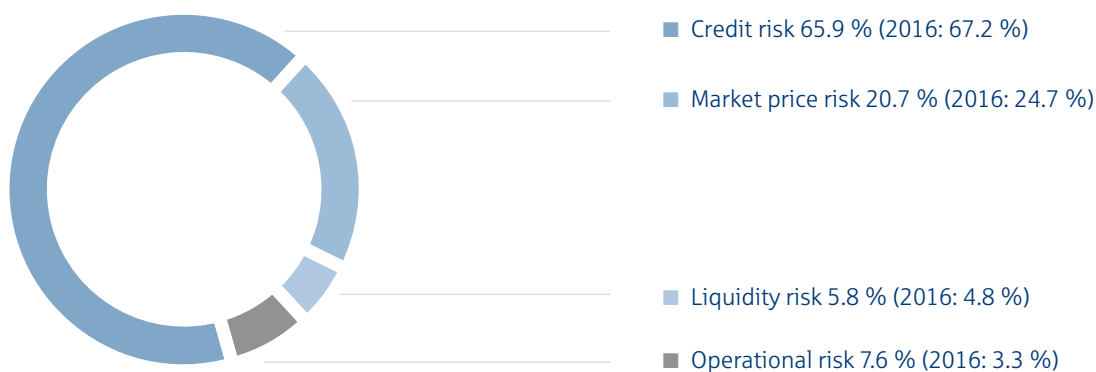 Credit risk 65.9 % (2016: 67.2 %)
Market price risk 20.7 % (2016: 24.7 %)
Liquidity risk 5.8 % (2016: 4.8 %)
Operational risk 7.6 % (2016: 3.3 %)